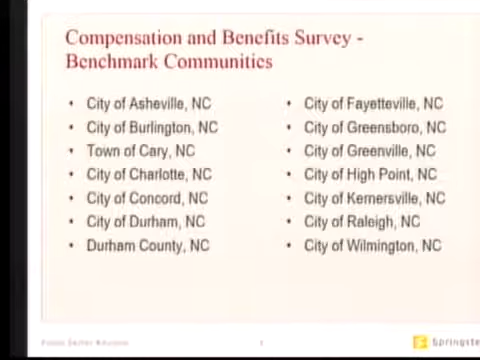 Compensation and Benefits Survey -
Benchmark Communities
• City of Asheville, NC
• City of Burlington, NC
• Town of Cary, NC
• City of Charlotte, NC
• City of Concord, NC
• City of Durham, NC
• Durham County, NC
• City of Fayetteville, NC
• City of Greensboro, NC
• City of Greenville, NC
• City of High Point, NC
• City of Kernersville, NC
• City of Raleigh, NC
• City of Wilmington, NC
Public Sector Advisors
Springste